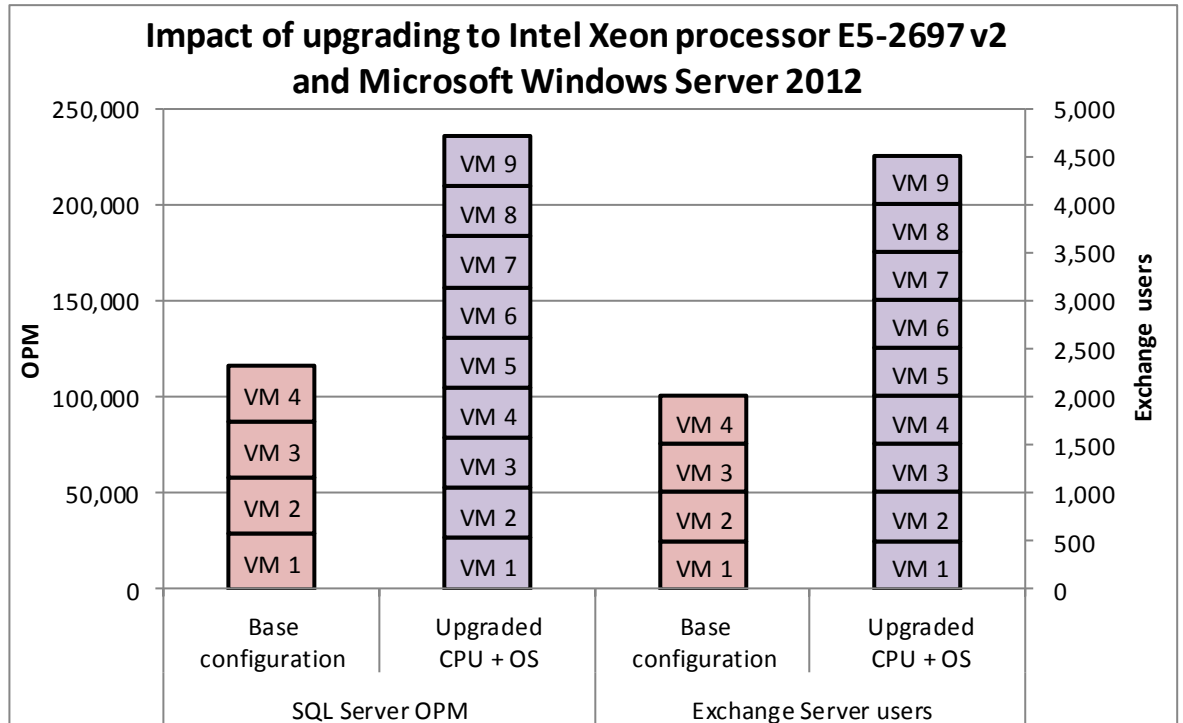 Impact of upgrading to Intel Xeon processor E5-2697 v2
and Microsoft Windows Server 2012
250,000
200,000
150,000
100,000
50,000
0
OPM
VM 4
VM 3
VM 2
VM 1
VM 9
VM 8
VM 7
VM 6
VM 5
VM 4
VM 3
VM 2
VM 1
VM 4
VM 3
VM 2
VM 1
VM 9
VM 8
VM 7
VM 6
VM 5
VM 4
VM 3
VM 2
VM 1
5,000
4,500
4,000
3,500
3,000
2,500
2,000
1,500
1,000
500
0
Exchange users
Base
configuration
Upgraded
CPU + OS
Base
configuration
Upgraded
CPU + OS
SQL Server OPM
Exchange Server users